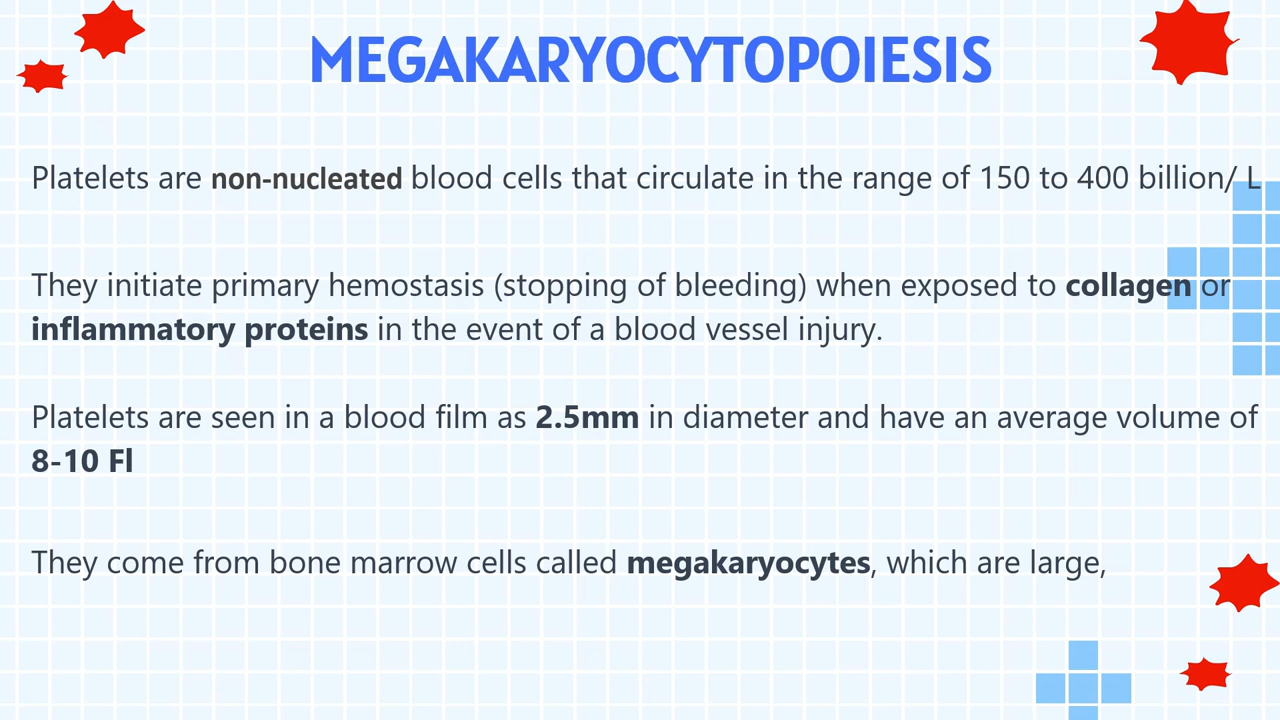 MEGAKARYOCYTOPOIESIS
Platelets are non-nucleated blood cells that circulate in the range of 150 to 400 billion/ L
They initiate primary hemostasis (stopping of bleeding) when exposed to collagen or
inflammatory proteins in the event of a blood vessel injury.
Platelets are seen in a blood film as 2.5mm in diameter and have an average volume of
8-10 Fl
They come from bone marrow cells called megakaryocytes, which are large,